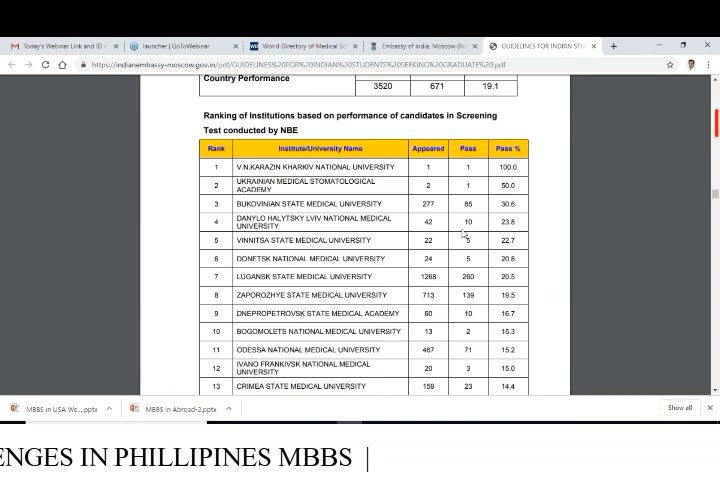 Today's Webinar Link and ID - × launcher | GoToWebinar × World Directory of Medical Sc × Embassy of India, Moscow (Ru × GUIDELINES FOR INDIAN STU × +
https://indianembassy-moscow.gov.in/pdf/GUIDELINES%20FOR%20INDIAN%20STUDENTS%20SEEKING%20GRADUATE%20.pdf
Country Performance
3520 671 19.1
Ranking of Institutions based on performance of candidates in Screening
Test conducted by NBE
Rank Institute/University Name Appeared Pass Pass %
1 V.N.KARAZIN KHARKIV NATIONAL UNIVERSITY 1 1 100.0
2 UKRAINIAN MEDICAL STOMATOLOGICAL
ACADEMY 2 1 50.0
3 BUKOVINIAN STATE MEDICAL UNIVERSITY 277 85 30.6
4 DANYLO HALYTSKY LVIV NATIONAL MEDICAL
UNIVERSITY 42 10 23.8
5 VINNITSA STATE MEDICAL UNIVERSITY 22 5 22.7
6 DONETSK NATIONAL MEDICAL UNIVERSITY 24 5 20.8
7 LUGANSK STATE MEDICAL UNIVERSITY 1268 260 20.5
8 ZAPOROZHYE STATE MEDICAL UNIVERSITY 713 139 19.5
9 DNEPROPETROVSK STATE MEDICAL ACADEMY 60 10 16.7
10 BOGOMOLETS NATIONAL MEDICAL UNIVERSITY 13 2 15.3
11 ODESSA NATIONAL MEDICAL UNIVERSITY 467 71 15.2
12 IVANO FRANKIVSK NATIONAL MEDICAL
UNIVERSITY 20 3 15.0
13 CRIMEA STATE MEDICAL UNIVERSITY 159 23 14.4
MBBS in USA We....pptx MBBS in Abroad-2.pptx Show all
ENGES IN PHILLIPINES MBBS |